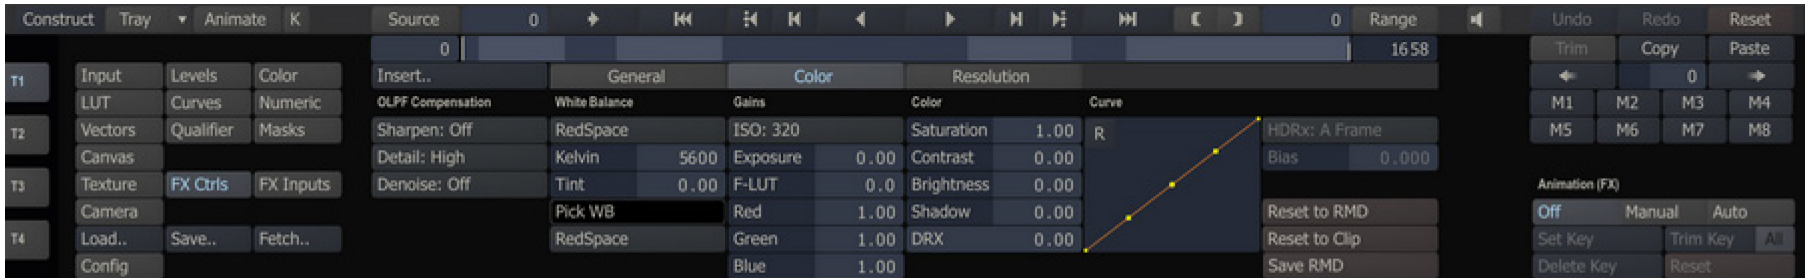 Construct Tray Animate K Source 0 0 Range Undo Redo Reset
0 1658 Trim Copy Paste
T1 Input Levels Color Insert.. General Color Resolution 0
LUT Curves Numeric OLPF Compensation White Balance Gains Color Curve M1 M2 M3 M4
T2 Vectors Qualifier Masks Sharpen: Off RedSpace ISO: 320 Saturation 1.00 R HDRx: A Frame M5 M6 M7 M8
Canvas Detail: High Kelvin 5600 Exposure 0.00 Contrast 0.00 Bias 0.000
T3 Texture FX Ctrls FX Inputs Denoise: Off Tint 0.00 F-LUT 0.0 Brightness 0.00 Animation (FX)
Camera Pick WB Red 1.00 Shadow 0.00 Reset to RMD Off Manual Auto
T4 Load.. Save.. Fetch.. RedSpace Green 1.00 DRX 0.00 Reset to Clip Set Key Trim Key All
Config Blue 1.00 Save RMD Delete Key Reset